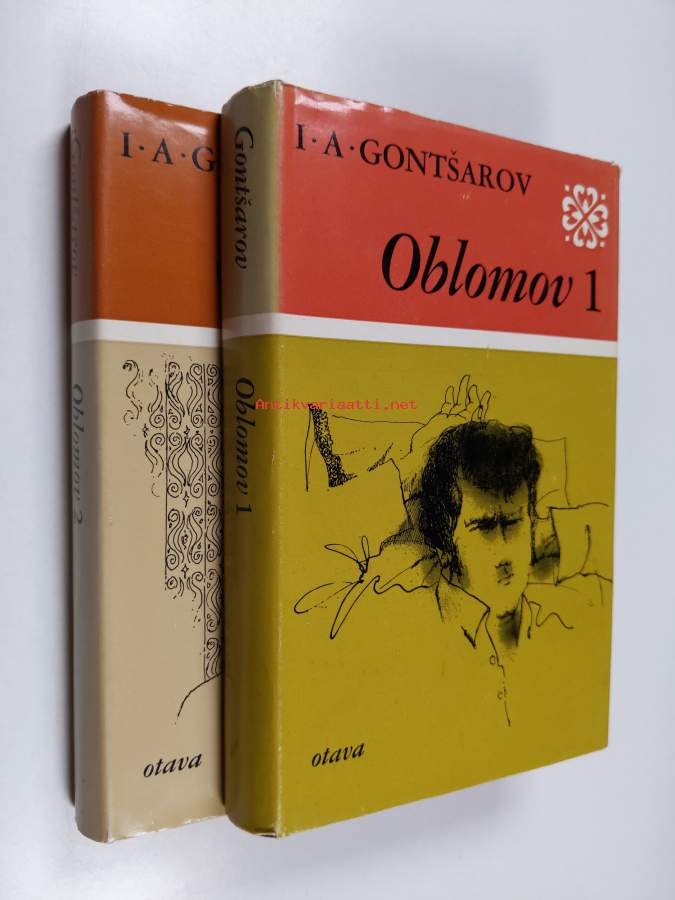 I·A·G
Gontšarov
Oblomov 2
otava
Gontšarov
Oblomov 1
I·A·GONTŠAROV
Oblomov 1
Antikvariaatti.net
otava